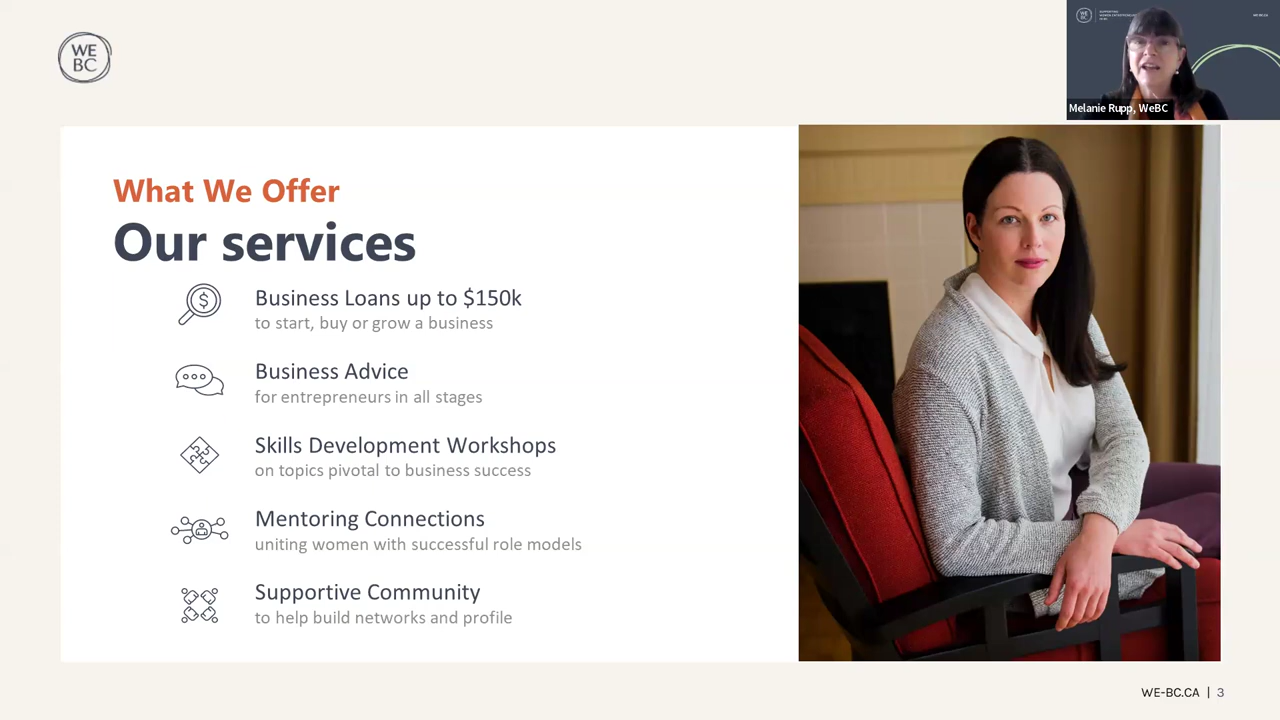 WE
BC
WE
BC
Melanie Rupp, WeBC
What We Offer
Our services
Business Loans up to $150k
to start, buy or grow a business
Business Advice
for entrepreneurs in all stages
Skills Development Workshops
on topics pivotal to business success
Mentoring Connections
uniting women with successful role models
Supportive Community
to help build networks and profile
WE-BC.CA | 3